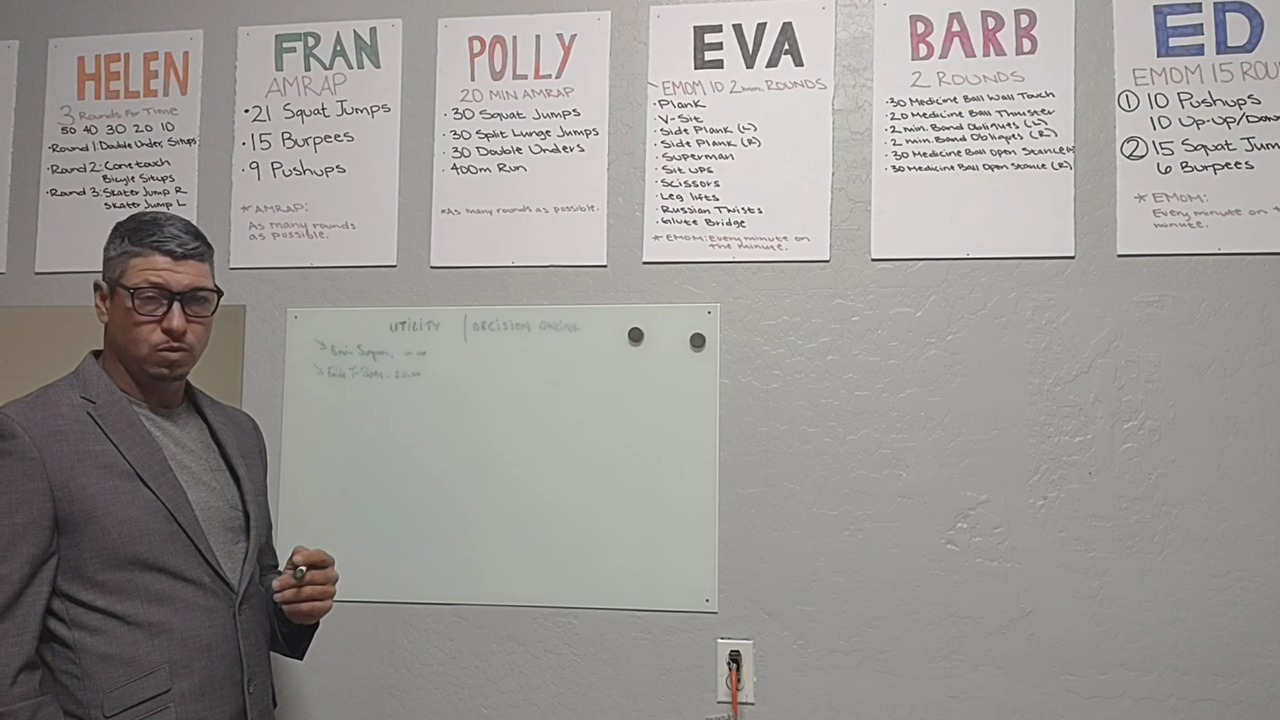 HELEN
3 Rounds For Time
50 40 30 20 10
•Round 1: Double Under, Situps
•Round 2: Cone touch
Bicycle Situps
•Round 3: Skater Jump R
Skater Jump L
FRAN
AMRAP
•21 Squat Jumps
•15 Burpees
•9 Pushups
*AMRAP:
As many rounds
as possible.
POLLY
20 MIN AMRAP
•30 Squat Jumps
•30 Split Lunge Jumps
•30 Double Unders
•400m Run
*As many rounds as possible.
EVA
EMOM 10 2min. ROUNDS
•Plank
•V-Sit
•Side Plank (L)
•Side Plank (R)
•Superman
•Sit ups
•Scissors
•Leg lifts
•Russian Twists
•Glute Bridge
*EMOM: Every minute on
the minute.
BARB
2 ROUNDS
•30 Medicine Ball Wall Touch
•20 Medicine Ball Thruster
•2 min. Band Obliques (L)
•2 min. Band Obliques (R)
•30 Medicine Ball Open Stance
•30 Medicine Ball Open Stance (R)
ED
EMOM 15 ROU
① 10 Pushups
10 Up-Up/Down
② 15 Squat Jum
6 Burpees
*EMOM:
Every minute on
minute.
UTILITY | DECISION MAKING